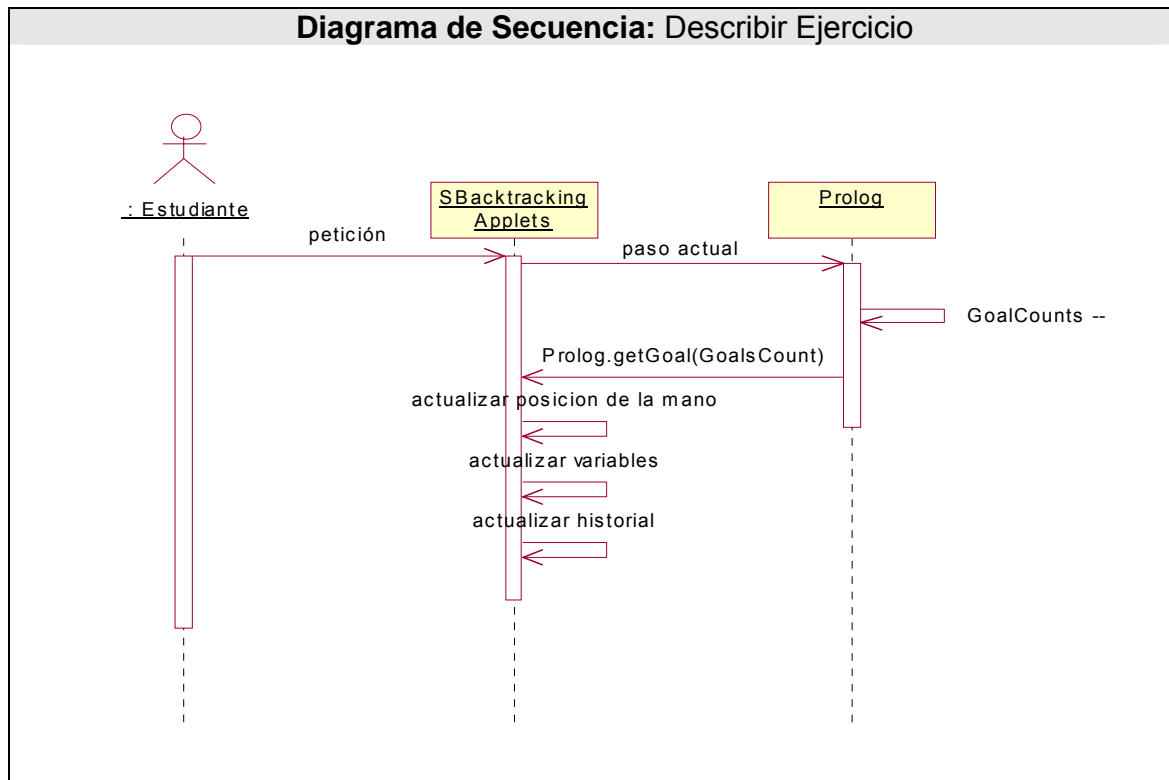 Diagrama de Secuencia: Describir Ejercicio
: Estudiante
SBacktracking
Applets
Prolog
petición
paso actual
GoalCounts --
Prolog.getGoal(GoalsCount)
actualizar posicion de la mano
actualizar variables
actualizar historial